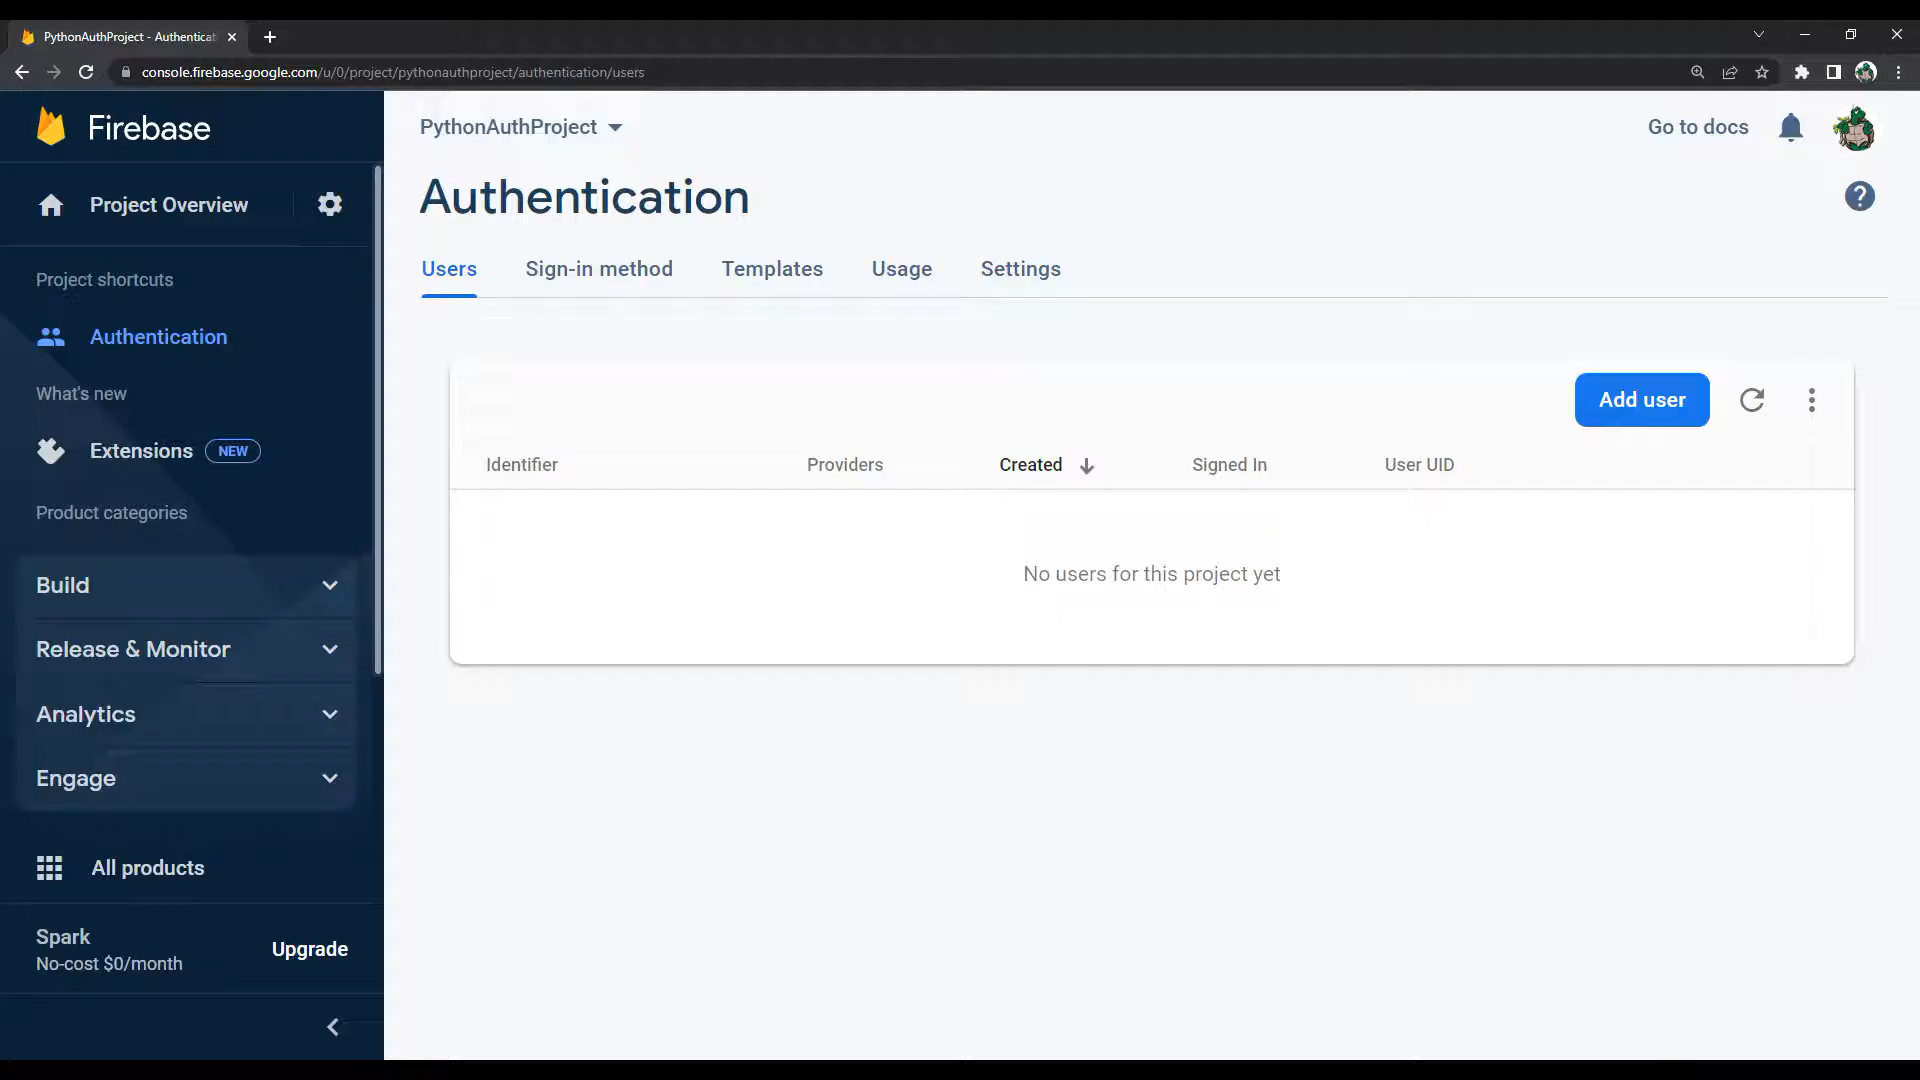 PythonAuthProject - Authenticat
console.firebase.google.com/u/0/project/pythonauthproject/authentication/users
Firebase
Project Overview
Project shortcuts
Authentication
What's new
Extensions NEW
Product categories
Build
Release & Monitor
Analytics
Engage
All products
Spark
No-cost $0/month
Upgrade
PythonAuthProject
Go to docs
Authentication
?
Users Sign-in method Templates Usage Settings
Add user
Identifier Providers Created Signed In User UID
No users for this project yet